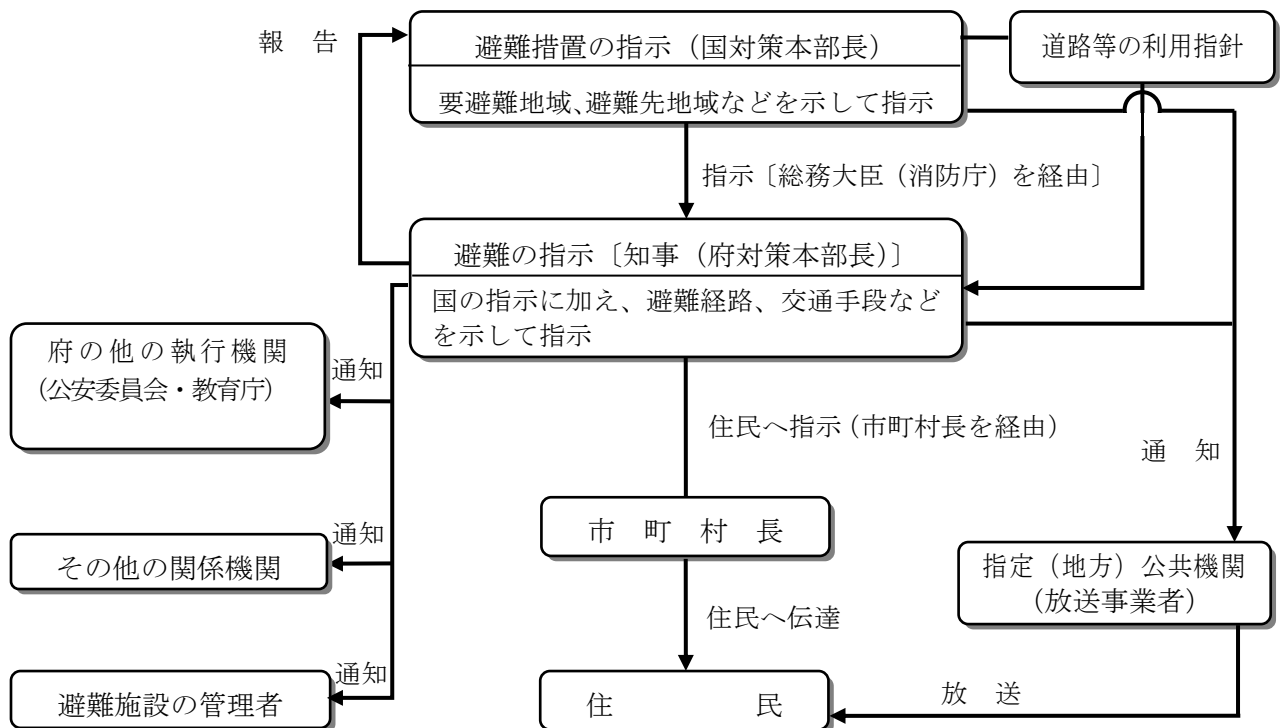 報 告
避難措置の指示（国対策本部長）
道路等の利用指針
要避難地域、避難先地域などを示して指示
指示〔総務大臣（消防庁）を経由〕
避難の指示〔知事（府対策本部長）〕
国の指示に加え、避難経路、交通手段など
を示して指示
府の他の執行機関
（公安委員会・教育庁）
通知
住民へ指示（市町村長を経由）
通 知
市 町 村 長
通知
その他の関係機関
指定（地方）公共機関
（放送事業者）
住民へ伝達
通知
避難施設の管理者
住 民
放 送